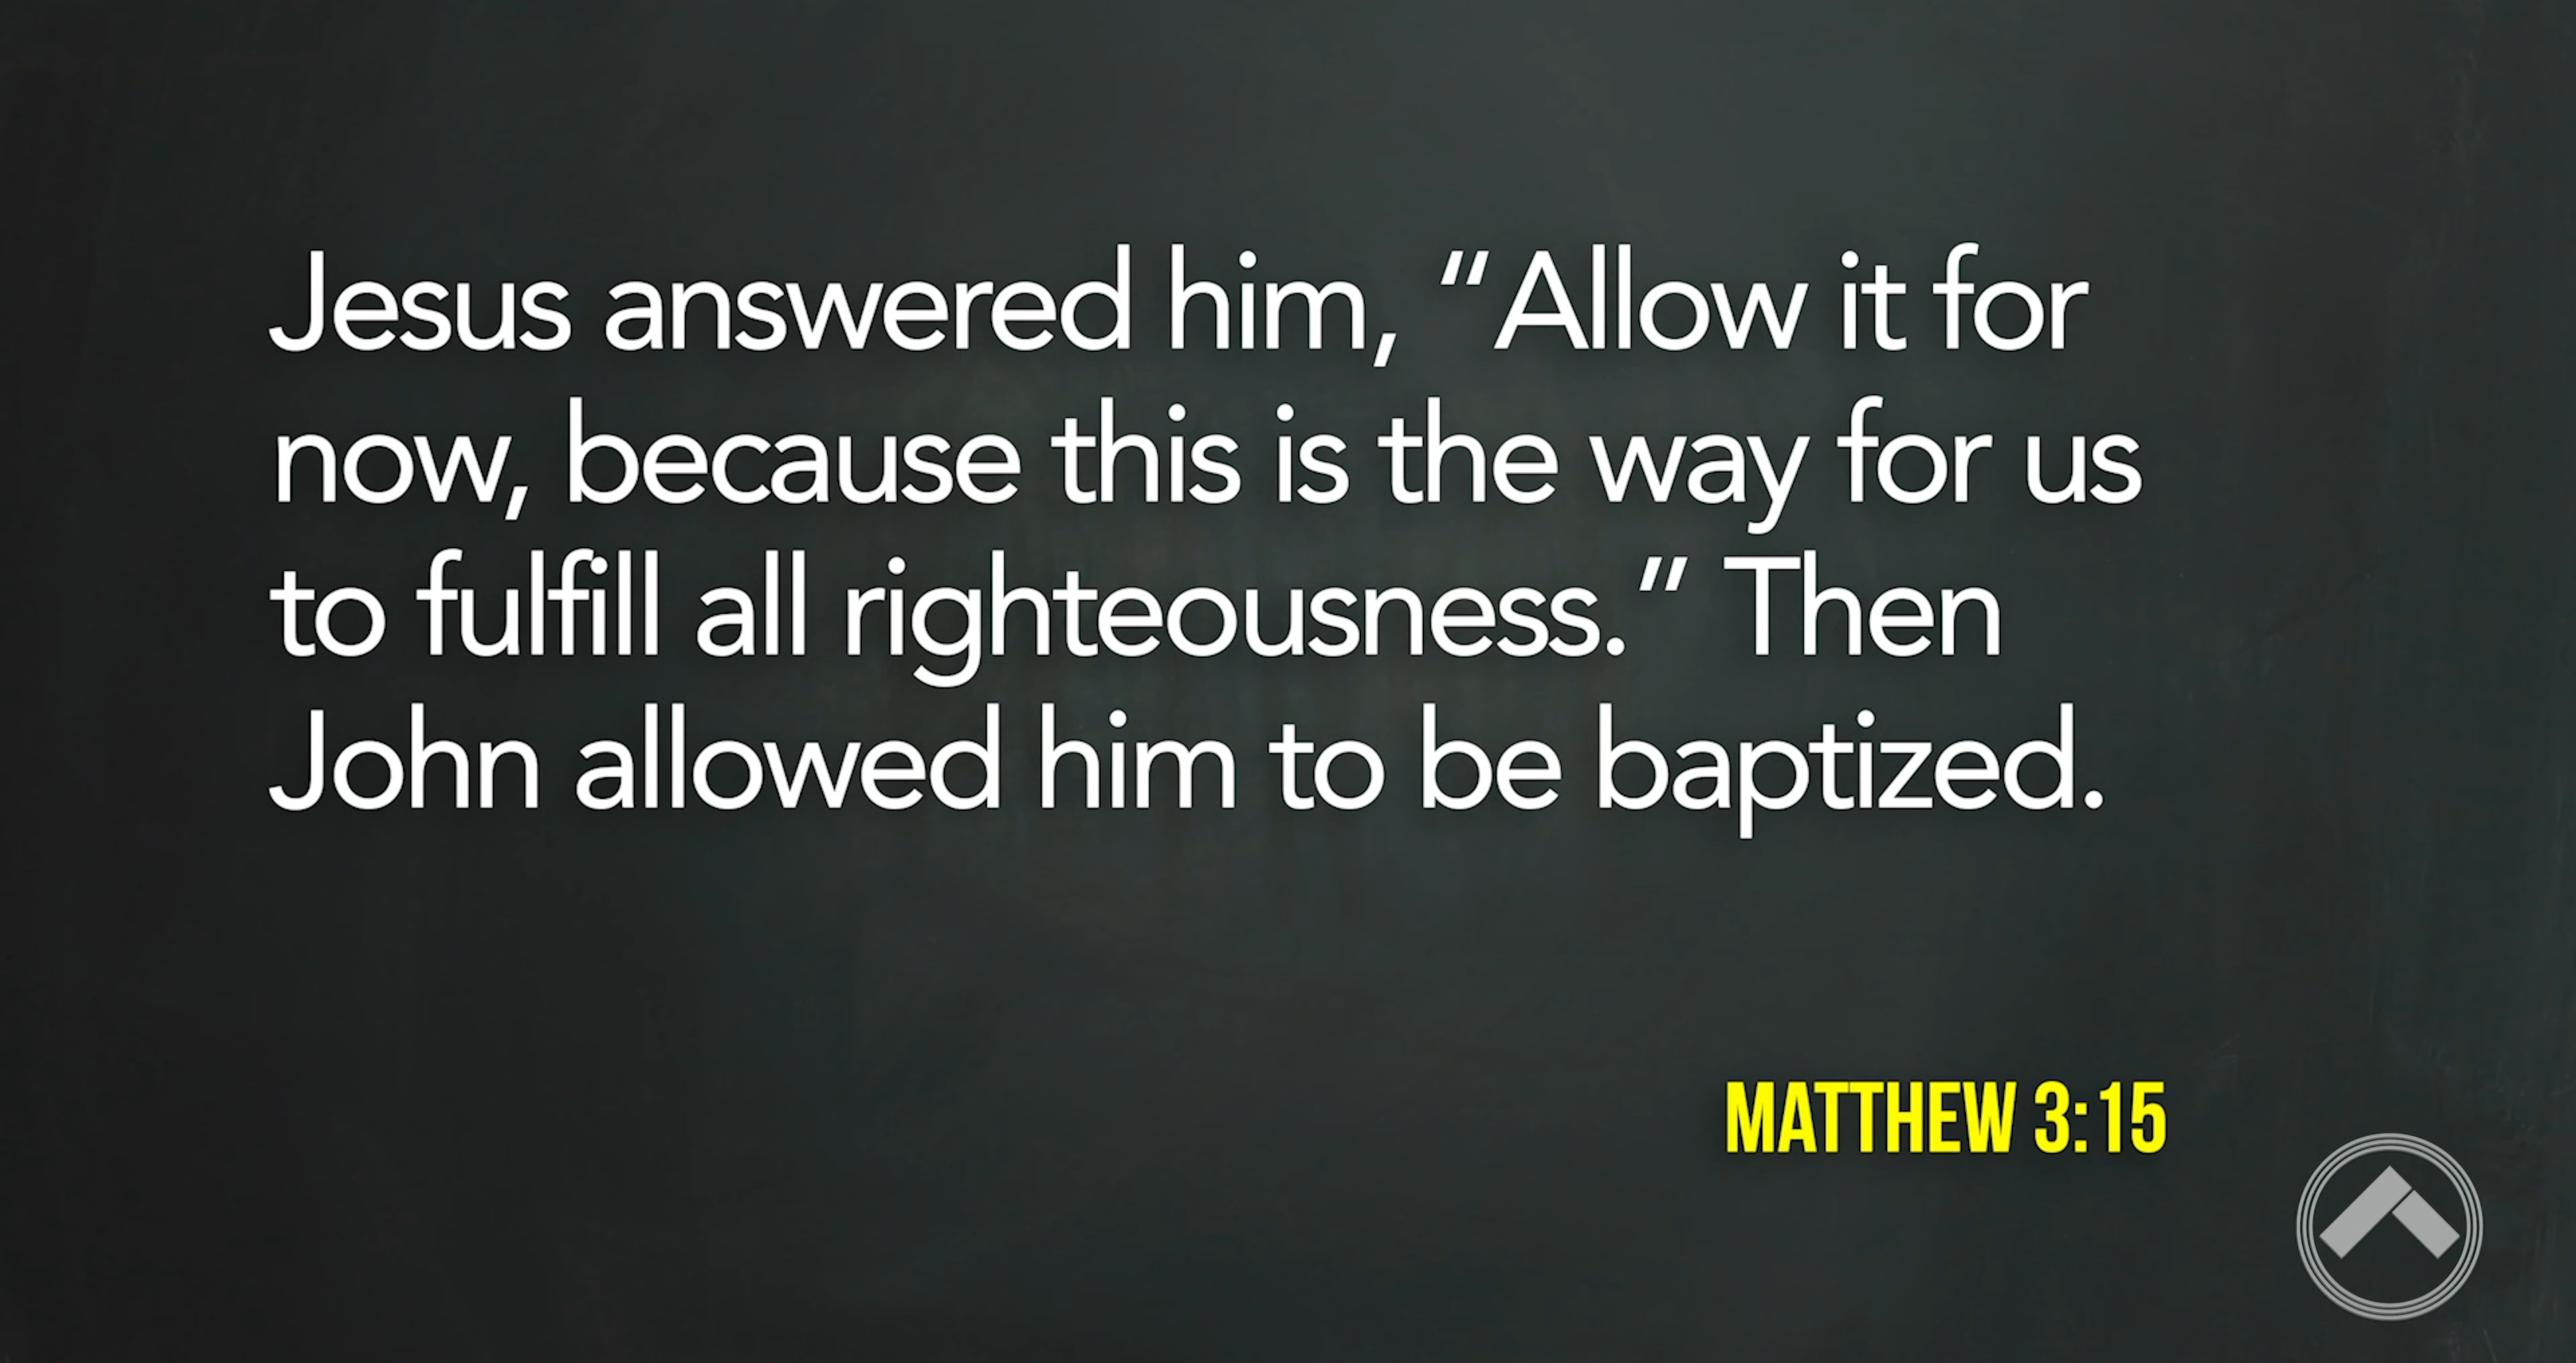 Jesus answered him, “Allow it for
now, because this is the way for us
to fulfill all righteousness.” Then
John allowed him to be baptized.
MATTHEW 3:15